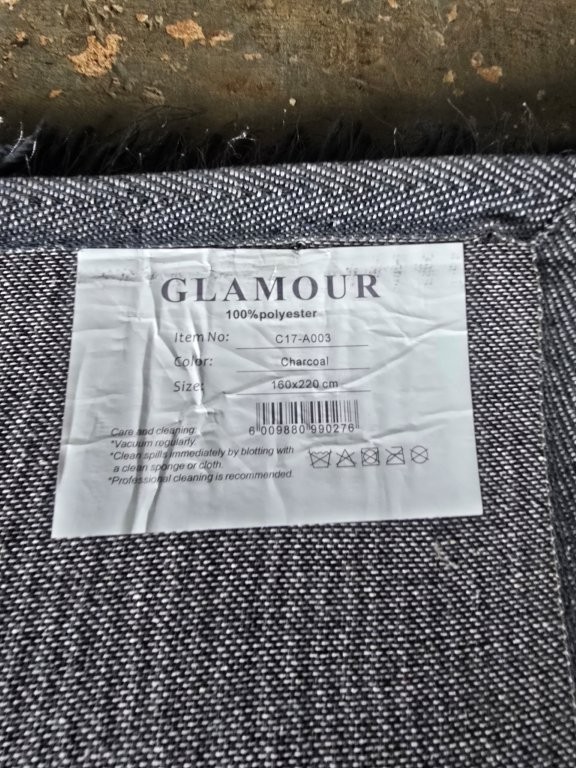 GLAMOUR
100%polyester
Item No: C17-A003
Color: Charcoal
Size: 160x220 cm
6 009880 990276
Care and cleaning:
*Vacuum regularly.
*Clean spills immediately by blotting with
a clean sponge or cloth.
*Professional cleaning is recommended.